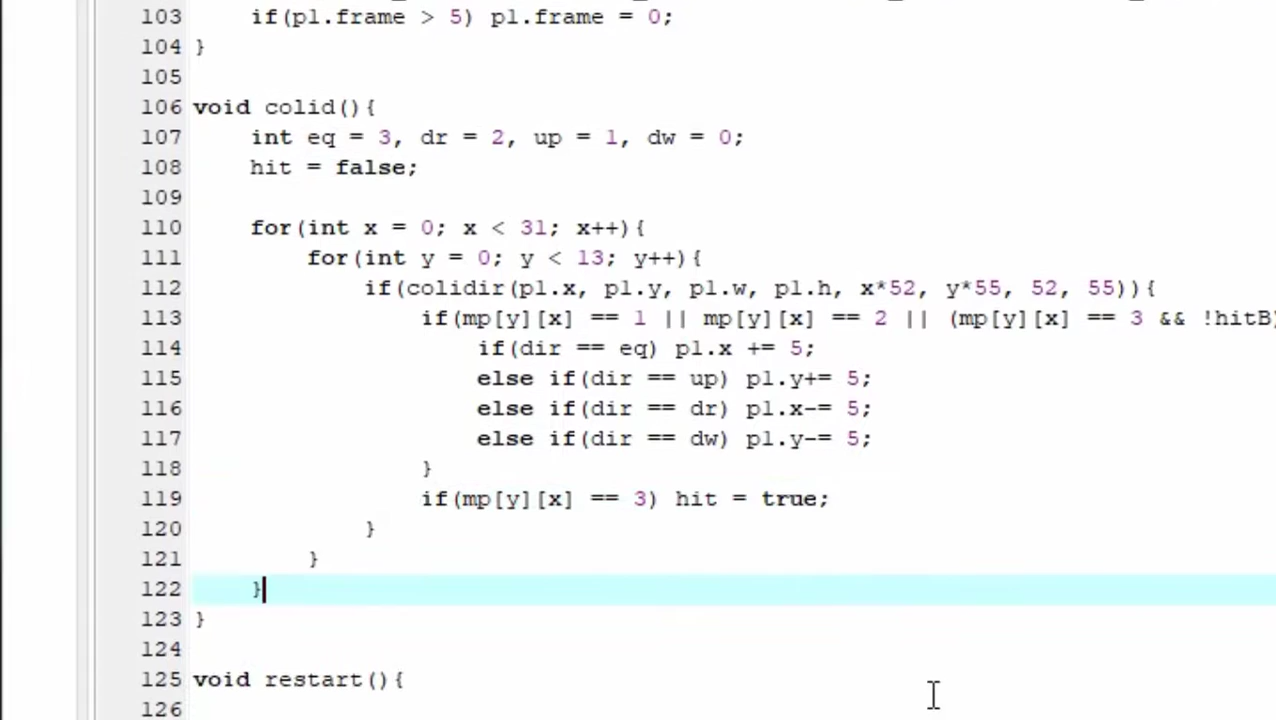 103 if(pl.frame > 5) pl.frame = 0;
104 }
105
106 void colid(){
107 int eq = 3, dr = 2, up = 1, dw = 0;
108 hit = false;
109
110 for(int x = 0; x < 31; x++){
111 for(int y = 0; y < 13; y++){
112 if(colidir(pl.x, pl.y, pl.w, pl.h, x*52, y*55, 52, 55)){
113 if(mp[y][x] == 1 || mp[y][x] == 2 || (mp[y][x] == 3 && !hitB)
114 if(dir == eq) pl.x += 5;
115 else if(dir == up) pl.y+= 5;
116 else if(dir == dr) pl.x-= 5;
117 else if(dir == dw) pl.y-= 5;
118 }
119 if(mp[y][x] == 3) hit = true;
120 }
121 }
122 }
123 }
124
125 void restart(){
126